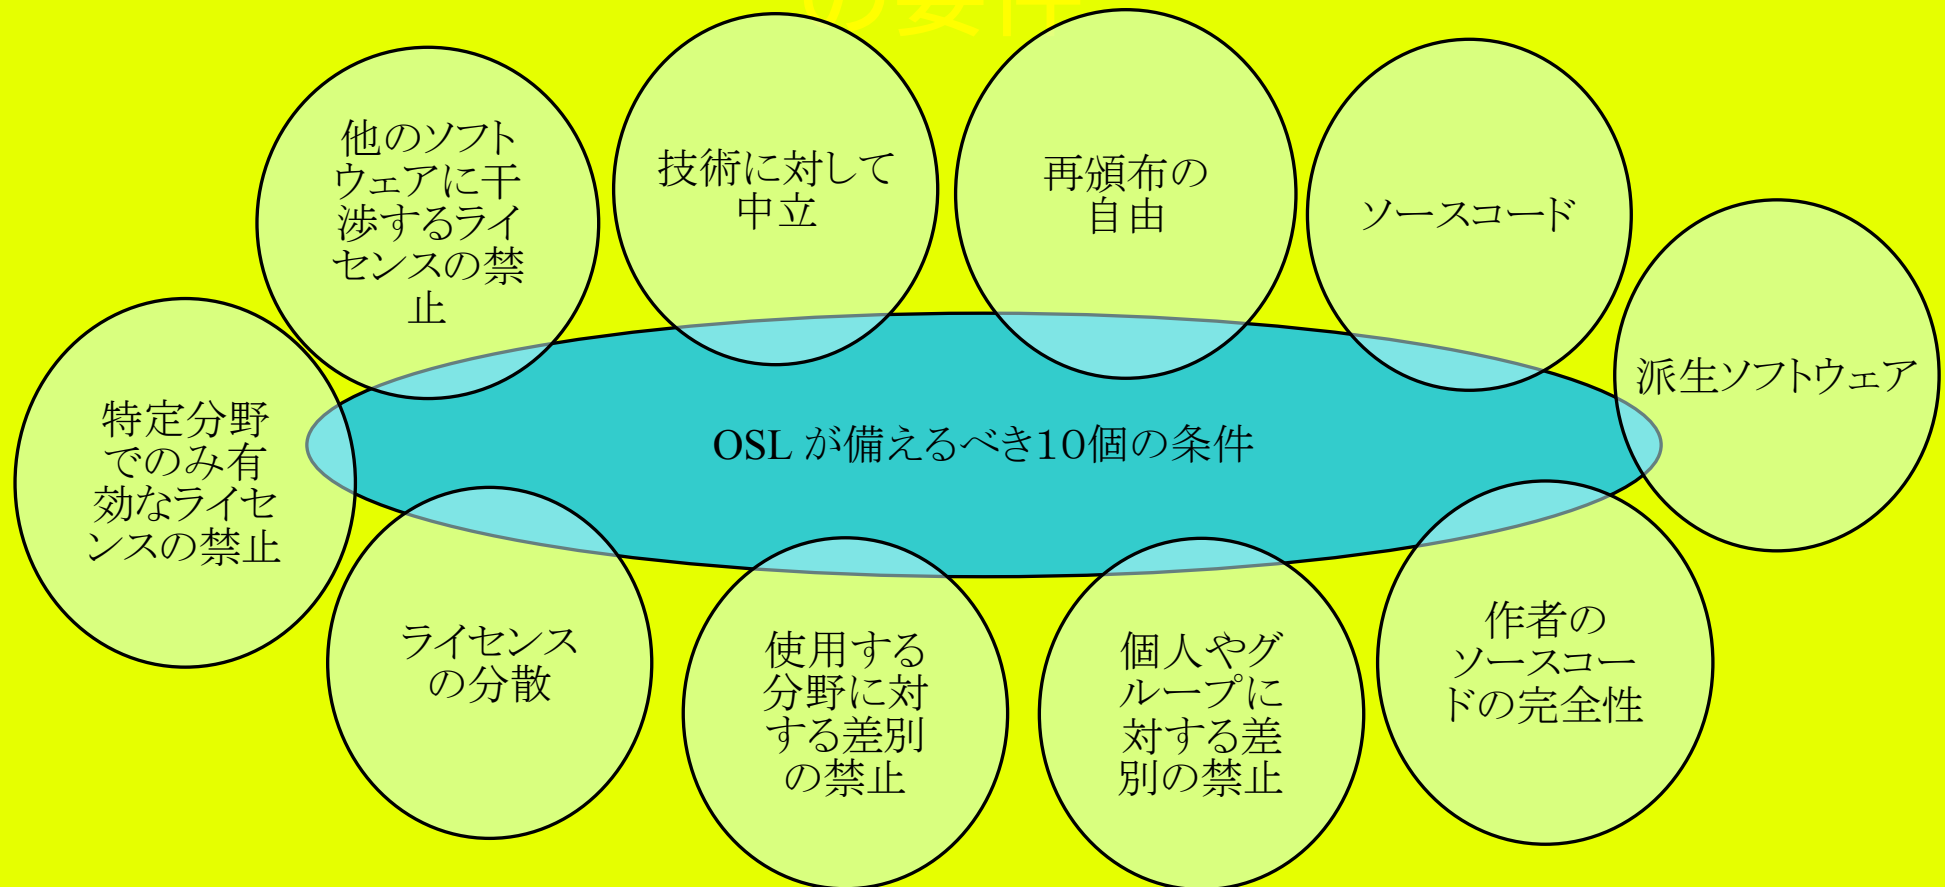 の要件
他のソフト
ウェアに干
渉するライ
センスの禁
止
技術に対して
中立
再頒布の
自由
ソースコード
派生ソフトウェア
特定分野
でのみ有
効なライセ
ンスの禁止
OSL が備えるべき１０個の条件
ライセンス
の分散
使用する
分野に対
する差別
の禁止
個人やグ
ループに
対する差
別の禁止
作者の
ソースコー
ドの完全性